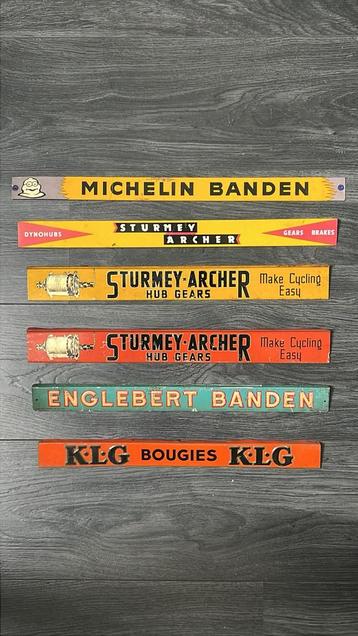 MICHELIN BANDEN
DYNOHUBS STURMEY ARCHER GEARS BRAKES
STURMEY-ARCHER HUB GEARS Make Cycling Easy
STURMEY-ARCHER HUB GEARS Make Cycling Easy
ENGLEBERT BANDEN
K·L·G BOUGIES K·L·G